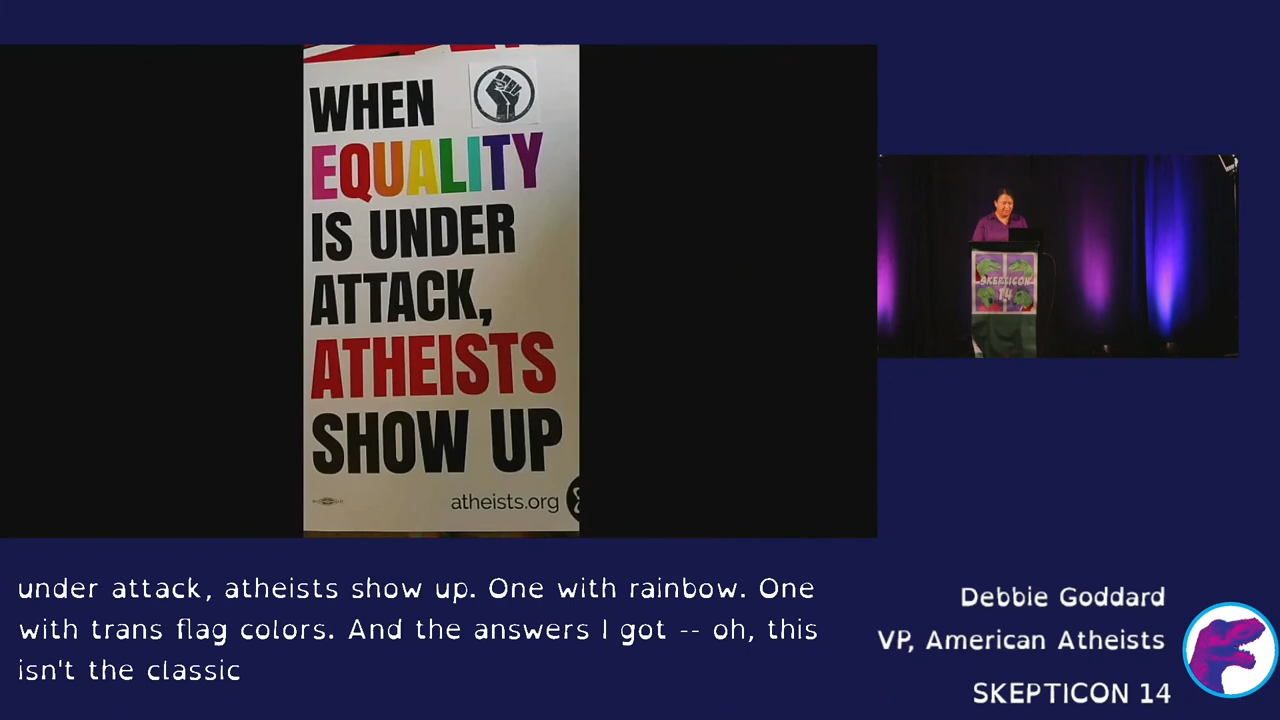 WHEN
EQUALITY
IS UNDER
ATTACK,
ATHEISTS
SHOW UP
atheists.org
SKEPTICON
14
under attack, atheists show up. One with rainbow. One
with trans flag colors. And the answers I got -- oh, this
isn't the classic
Debbie Goddard
VP, American Atheists
SKEPTICON 14